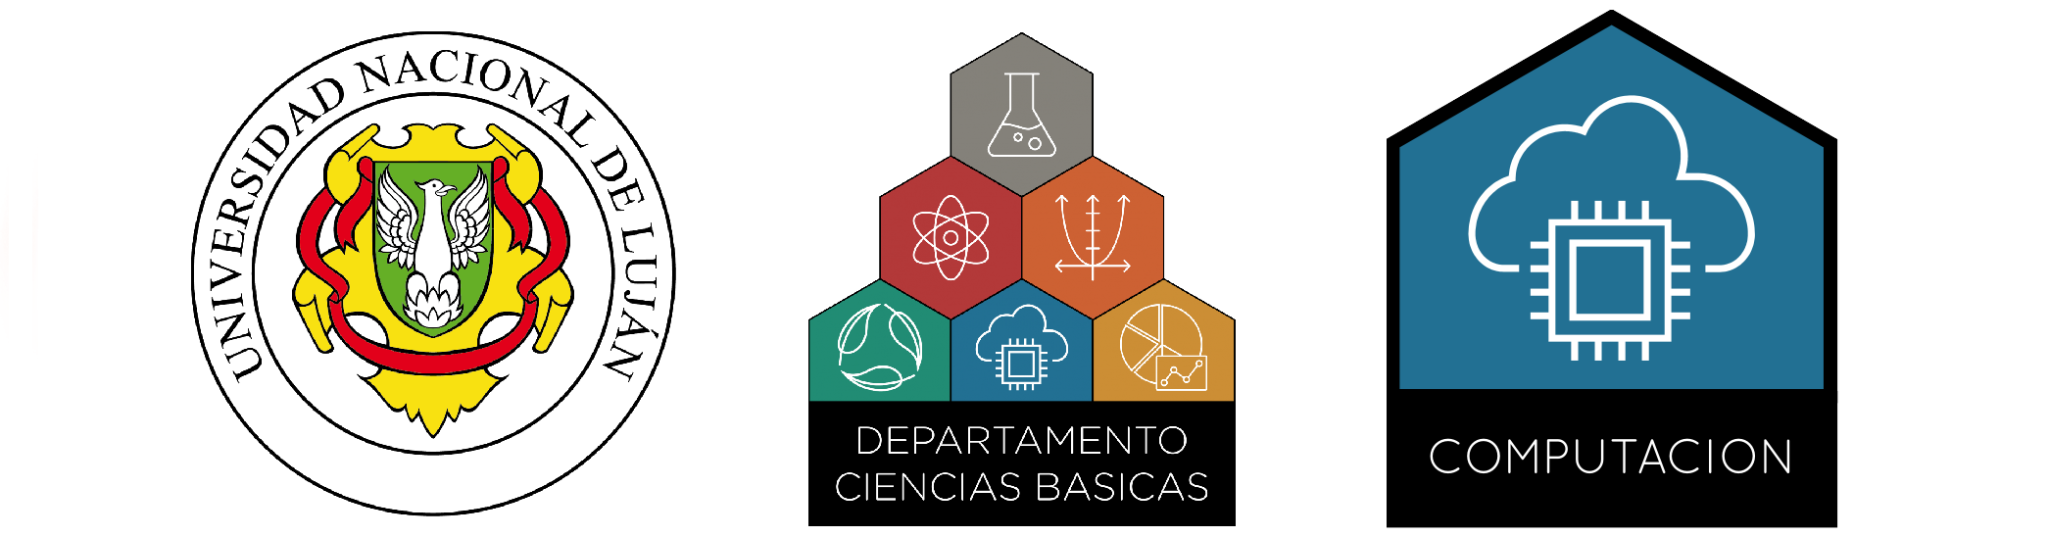 UNIVERSIDAD NACIONAL DE LUJÁN
DEPARTAMENTO
CIENCIAS BASICAS
COMPUTACION